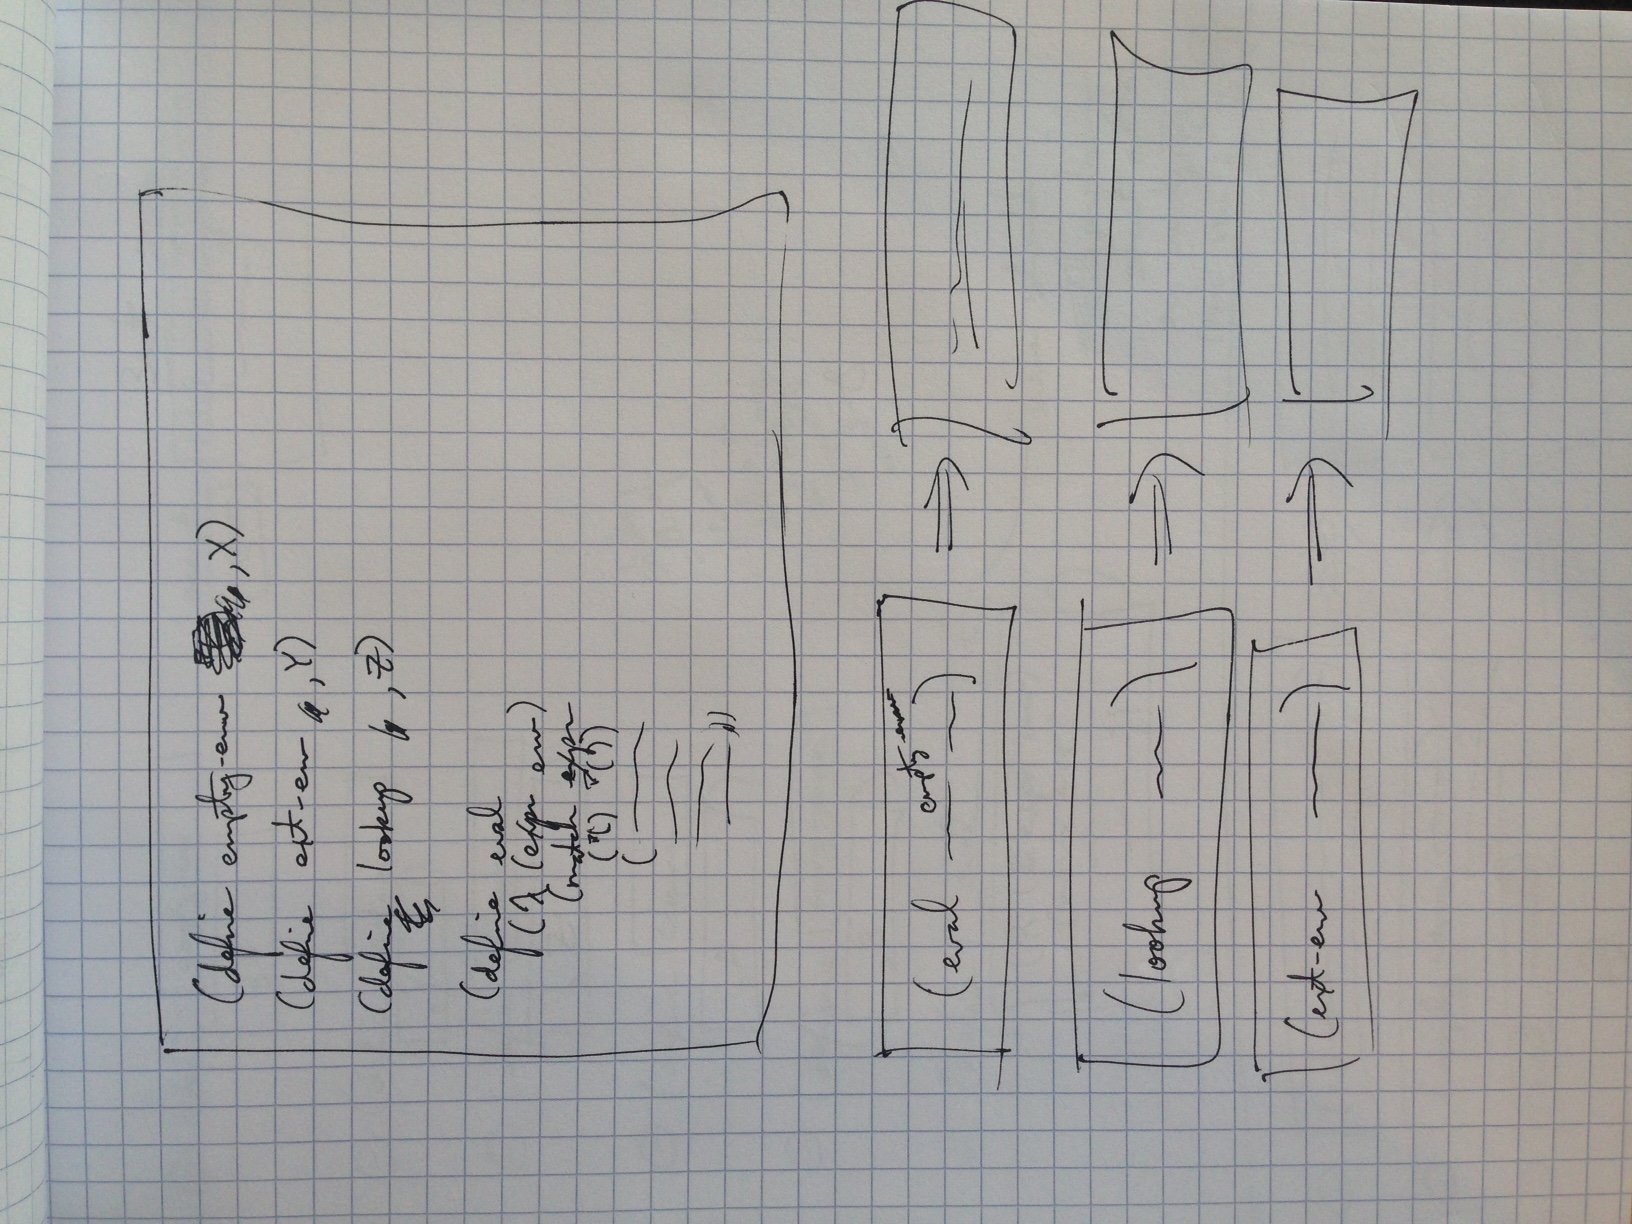 (define empty-env ,X)
(define ext-env ,Y)
(define lookup ,Z)
(define eval
(λ (expr env)
(match expr
(
))
empty-env
(eval )
(lookup )
(ext-env )